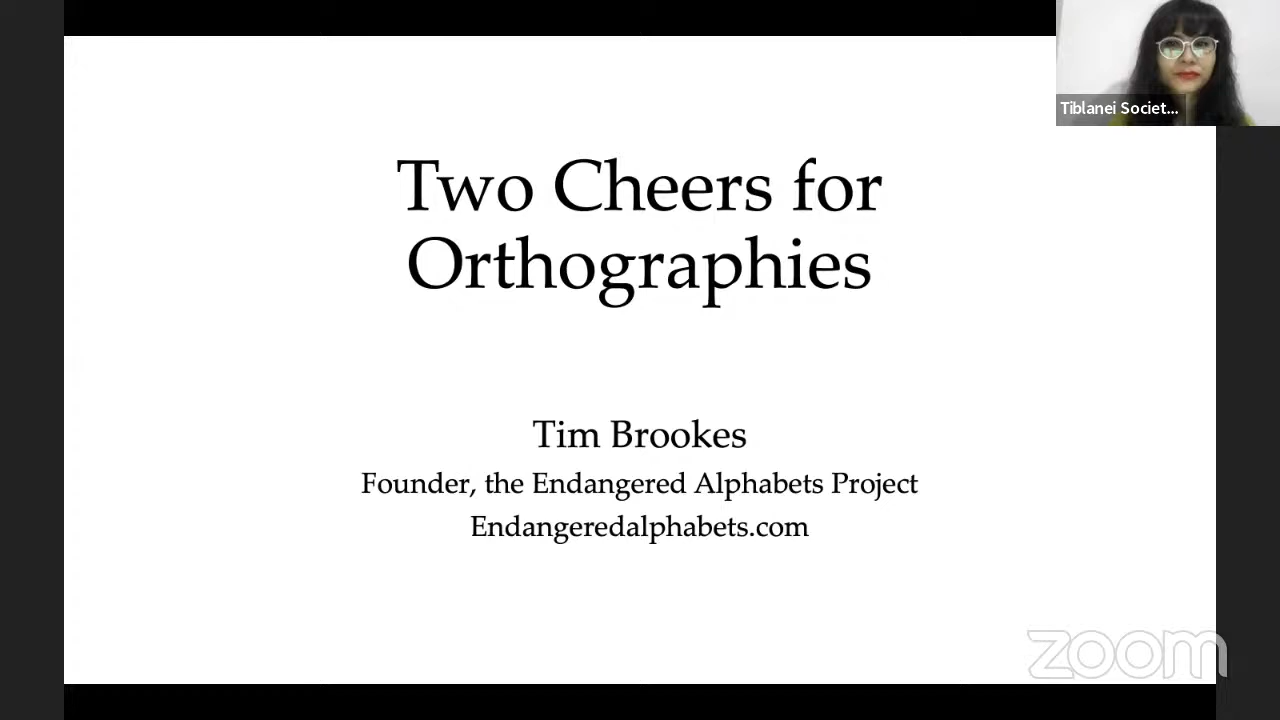 Tiblanei Societ...
Two Cheers for
Orthographies
Tim Brookes
Founder, the Endangered Alphabets Project
Endangeredalphabets.com
zoom